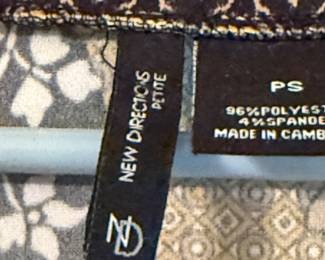 NEW DIRECTIONS
PETITE
PS
96%POLYEST
4%SPANDE
MADE IN CAMB